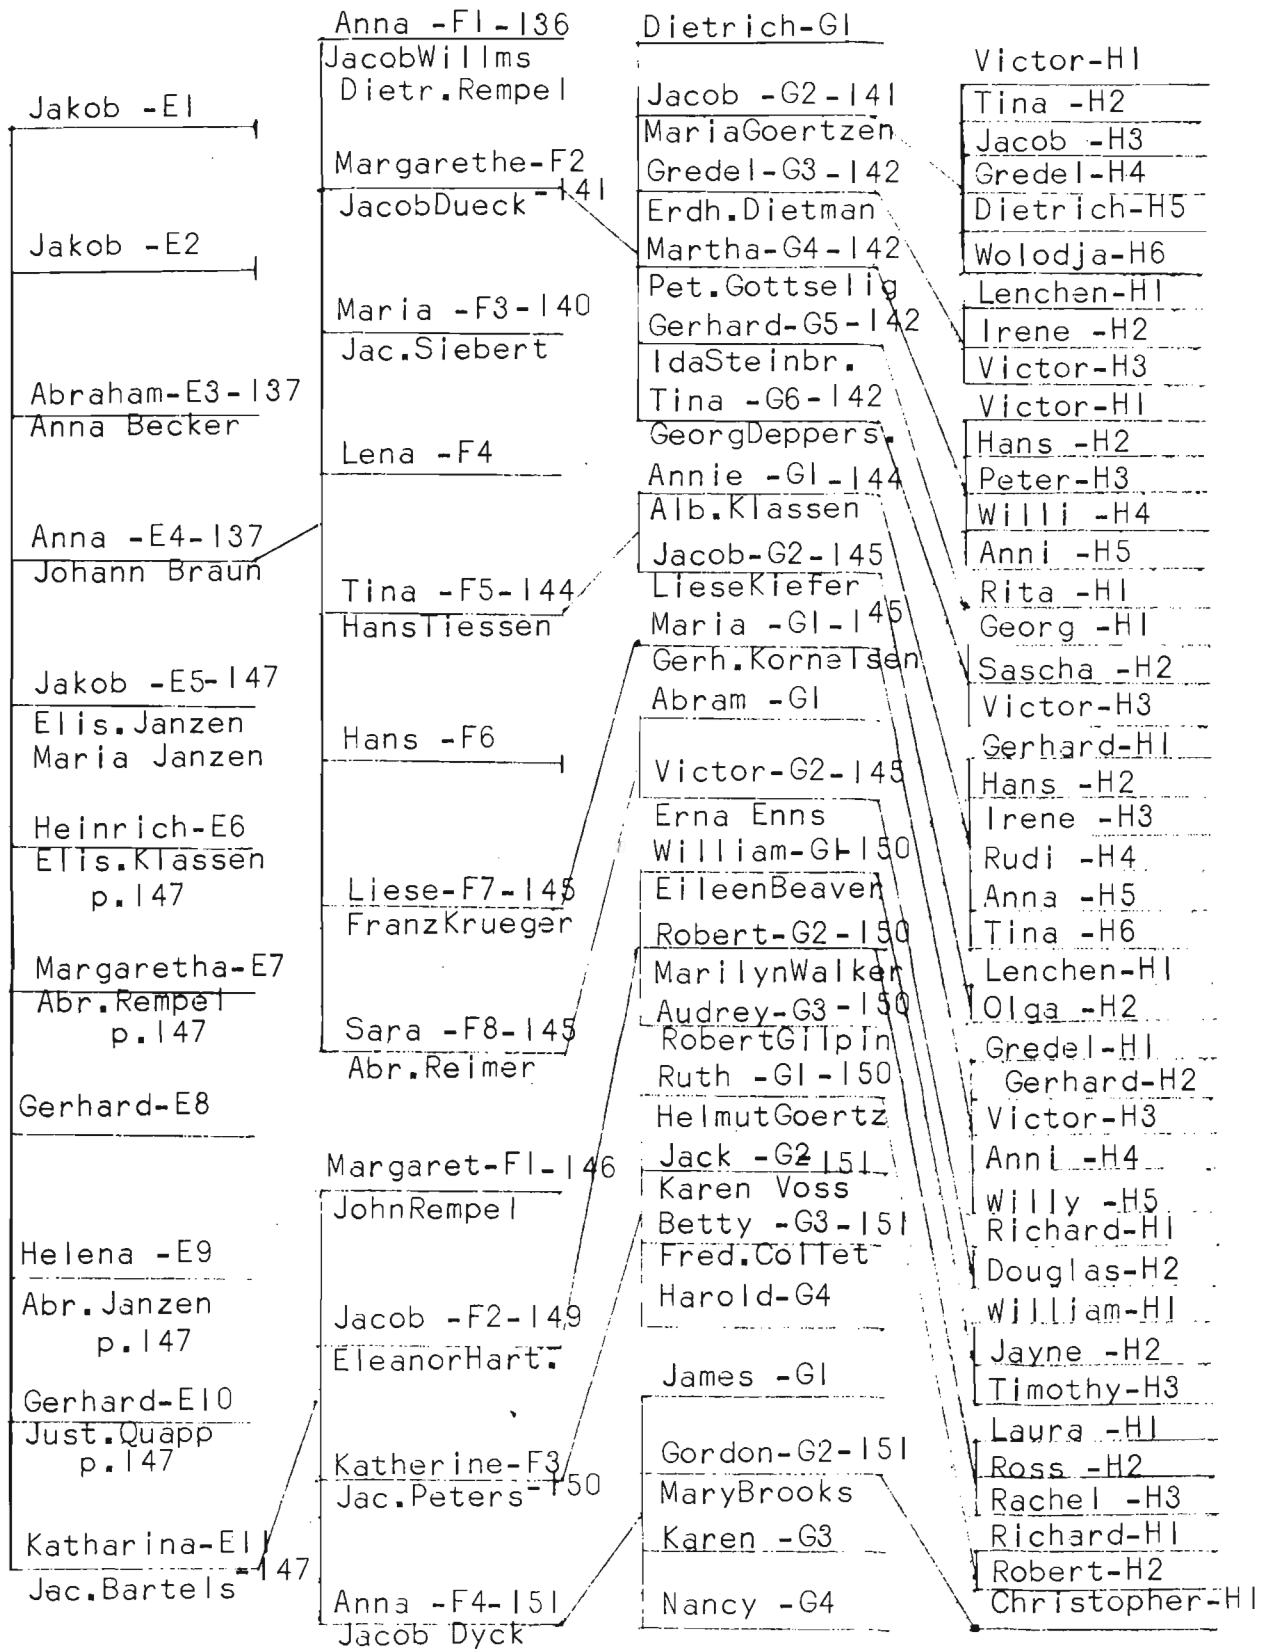 Jakob -E1
Jakob -E2
Abraham-E3-137
Anna Becker
Anna -E4-137
Johann Braun
Jakob -E5-147
Elis.Janzen
Maria Janzen
Heinrich-E6
Elis.Klassen
p.147
Margaretha-E7
Abr.Rempel
p.147
Gerhard-E8
Helena -E9
Abr.Janzen
p.147
Gerhard-E10
Just.Quapp
p.147
Katharina-E11
Jac.Bartels-147
Anna -F1-136
JacobWillms
Dietr.Rempel
Margarethe-F2
JacobDueck-141
Maria -F3-140
Jac.Siebert
Lena -F4
Tina -F5-144
HansTiessen
Hans -F6
Liese-F7-145
FranzKrueger
Sara -F8-145
Abr.Reimer
Margaret-F1-146
JohnRempel
Jacob -F2-149
EleanorHart.
Katherine-F3
Jac.Peters-150
Anna -F4-151
Jacob Dyck
Dietrich-G1
Jacob -G2-141
MariaGoertzen
Gredel-G3-142
Erdh.Dietman
Martha-G4-142
Pet.Gottselig
Gerhard-G5-142
IdaSteinbr.
Tina -G6-142
GeorgDeppers.
Annie -G1-144
Alb.Klassen
Jacob-G2-145
LieseKiefer
Maria -G1-145
Gerh.Kornelsen
Abram -G1
Victor-G2-145
Erna Enns
William-G1-150
EileenBeaver
Robert-G2-150
MarilynWalker
Audrey-G3-150
RobertGilpin
Ruth -G1-150
HelmutGoertz
Jack -G2-151
Karen Voss
Betty -G3-151
Fred.Collet
Harold-G4
James -G1
Gordon-G2-151
MaryBrooks
Karen -G3
Nancy -G4
Victor-H1
Tina -H2
Jacob -H3
Gredel-H4
Dietrich-H5
Wolodja-H6
Lenchen-H1
Irene -H2
Victor-H3
Victor-H1
Hans -H2
Peter-H3
Willi -H4
Anni -H5
Rita -H1
Georg -H1
Sascha -H2
Victor-H3
Gerhard-H1
Hans -H2
Irene -H3
Rudi -H4
Anna -H5
Tina -H6
Lenchen-H1
Olga -H2
Gredel-H1
Gerhard-H2
Victor-H3
Anni -H4
Willy -H5
Richard-H1
Douglas-H2
William-H1
Jayne -H2
Timothy-H3
Laura -H1
Ross -H2
Rachel -H3
Richard-H1
Robert-H2
Christopher-H1